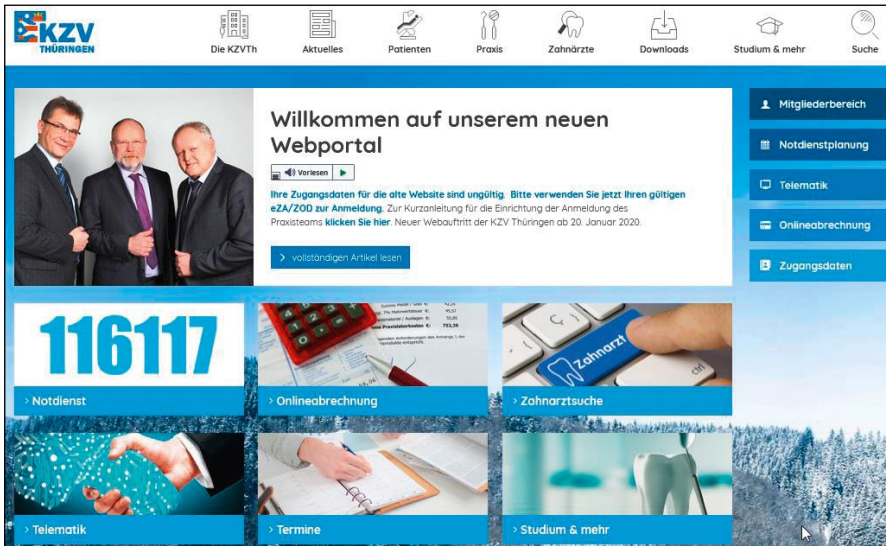 KZV
THÜRINGEN
Die KZVTh
Aktuelles
Patienten
Praxis
Zahnärzte
Downloads
Studium & mehr
Suche
Willkommen auf unserem neuen
Webportal
Vorlesen
Ihre Zugangsdaten für die alte Website sind ungültig. Bitte verwenden Sie jetzt Ihren gültigen
eZA/ZOD zur Anmeldung. Zur Kurzanleitung für die Einrichtung der Anmeldung des
Praxisteams klicken Sie hier. Neuer Webauftritt der KZV Thüringen ab 20. Januar 2020.
> vollständigen Artikel lesen
Mitgliederbereich
Notdienstplanung
Telematik
Onlineabrechnung
Zugangsdaten
116117
> Notdienst
753,38
> Onlineabrechnung
Zahnarzt
ctrl
> Zahnarztsuche
> Telematik
> Termine
> Studium & mehr